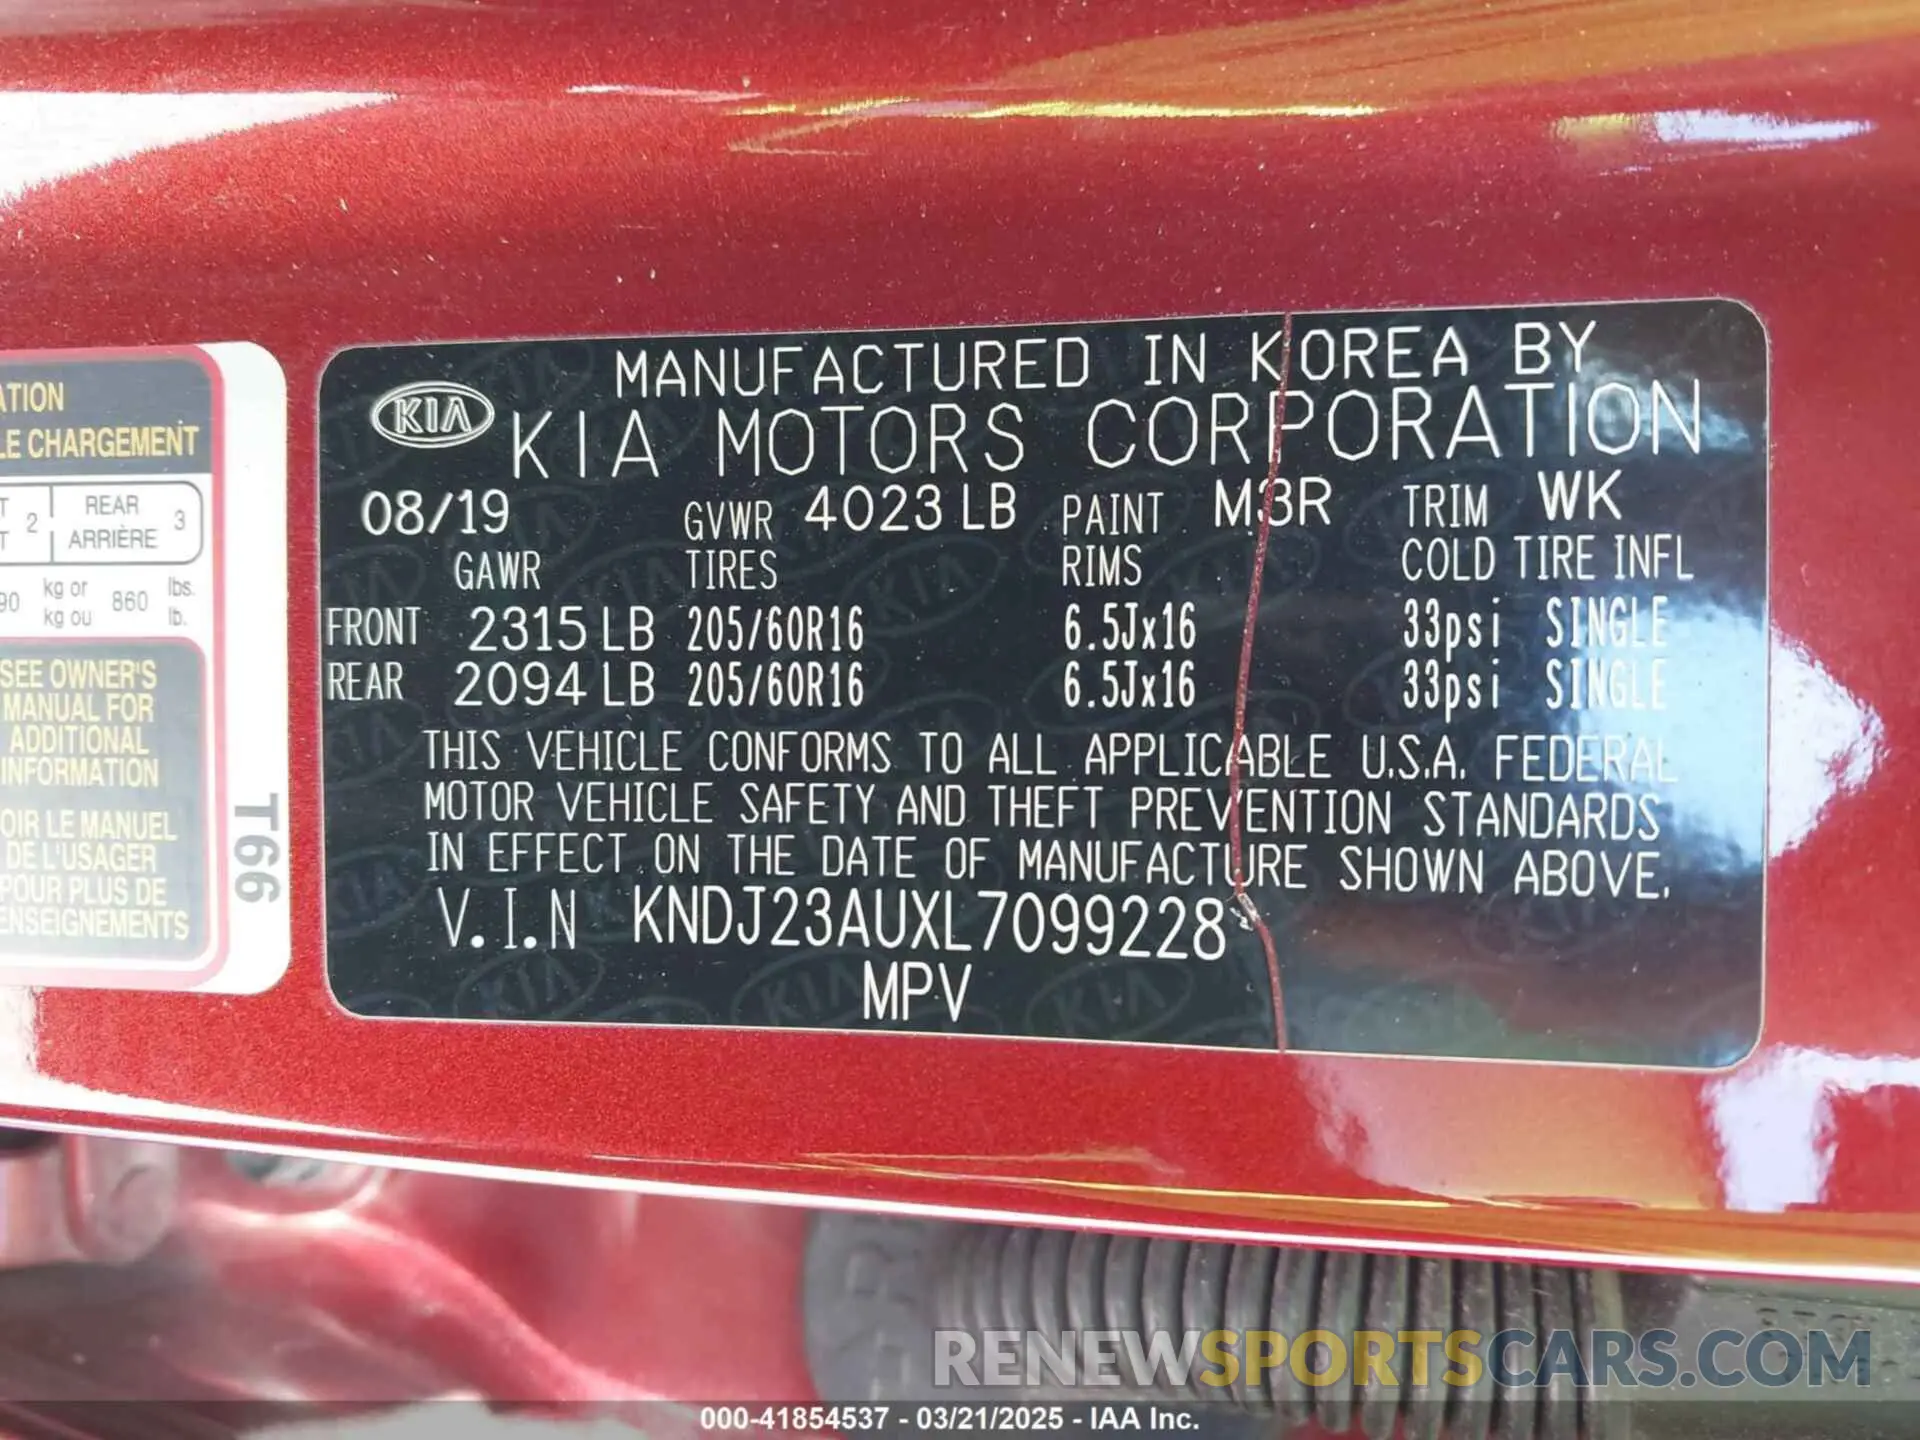 ATION
LE CHARGEMENT
2 REAR 3
ARRIÈRE
90 kg or 860 lbs.
kg ou lb.
SEE OWNER'S
MANUAL FOR
ADDITIONAL
INFORMATION
OIR LE MANUEL
DE L'USAGER
POUR PLUS DE
ENSEIGNEMENTS
T66
KIA
MANUFACTURED IN KOREA BY
KIA MOTORS CORPORATION
08/19 GVWR 4023 LB PAINT M3R TRIM WK
GAWR TIRES RIMS COLD TIRE INFL
FRONT 2315 LB 205/60R16 6.5Jx16 33psi SINGLE
REAR 2094 LB 205/60R16 6.5Jx16 33psi SINGLE
THIS VEHICLE CONFORMS TO ALL APPLICABLE U.S.A. FEDERAL
MOTOR VEHICLE SAFETY AND THEFT PREVENTION STANDARDS
IN EFFECT ON THE DATE OF MANUFACTURE SHOWN ABOVE.
V.I.N KNDJ23AUXL7099228
MPV
RENEWSPORTSCARS.COM
000-41854537 - 03/21/2025 - IAA Inc.